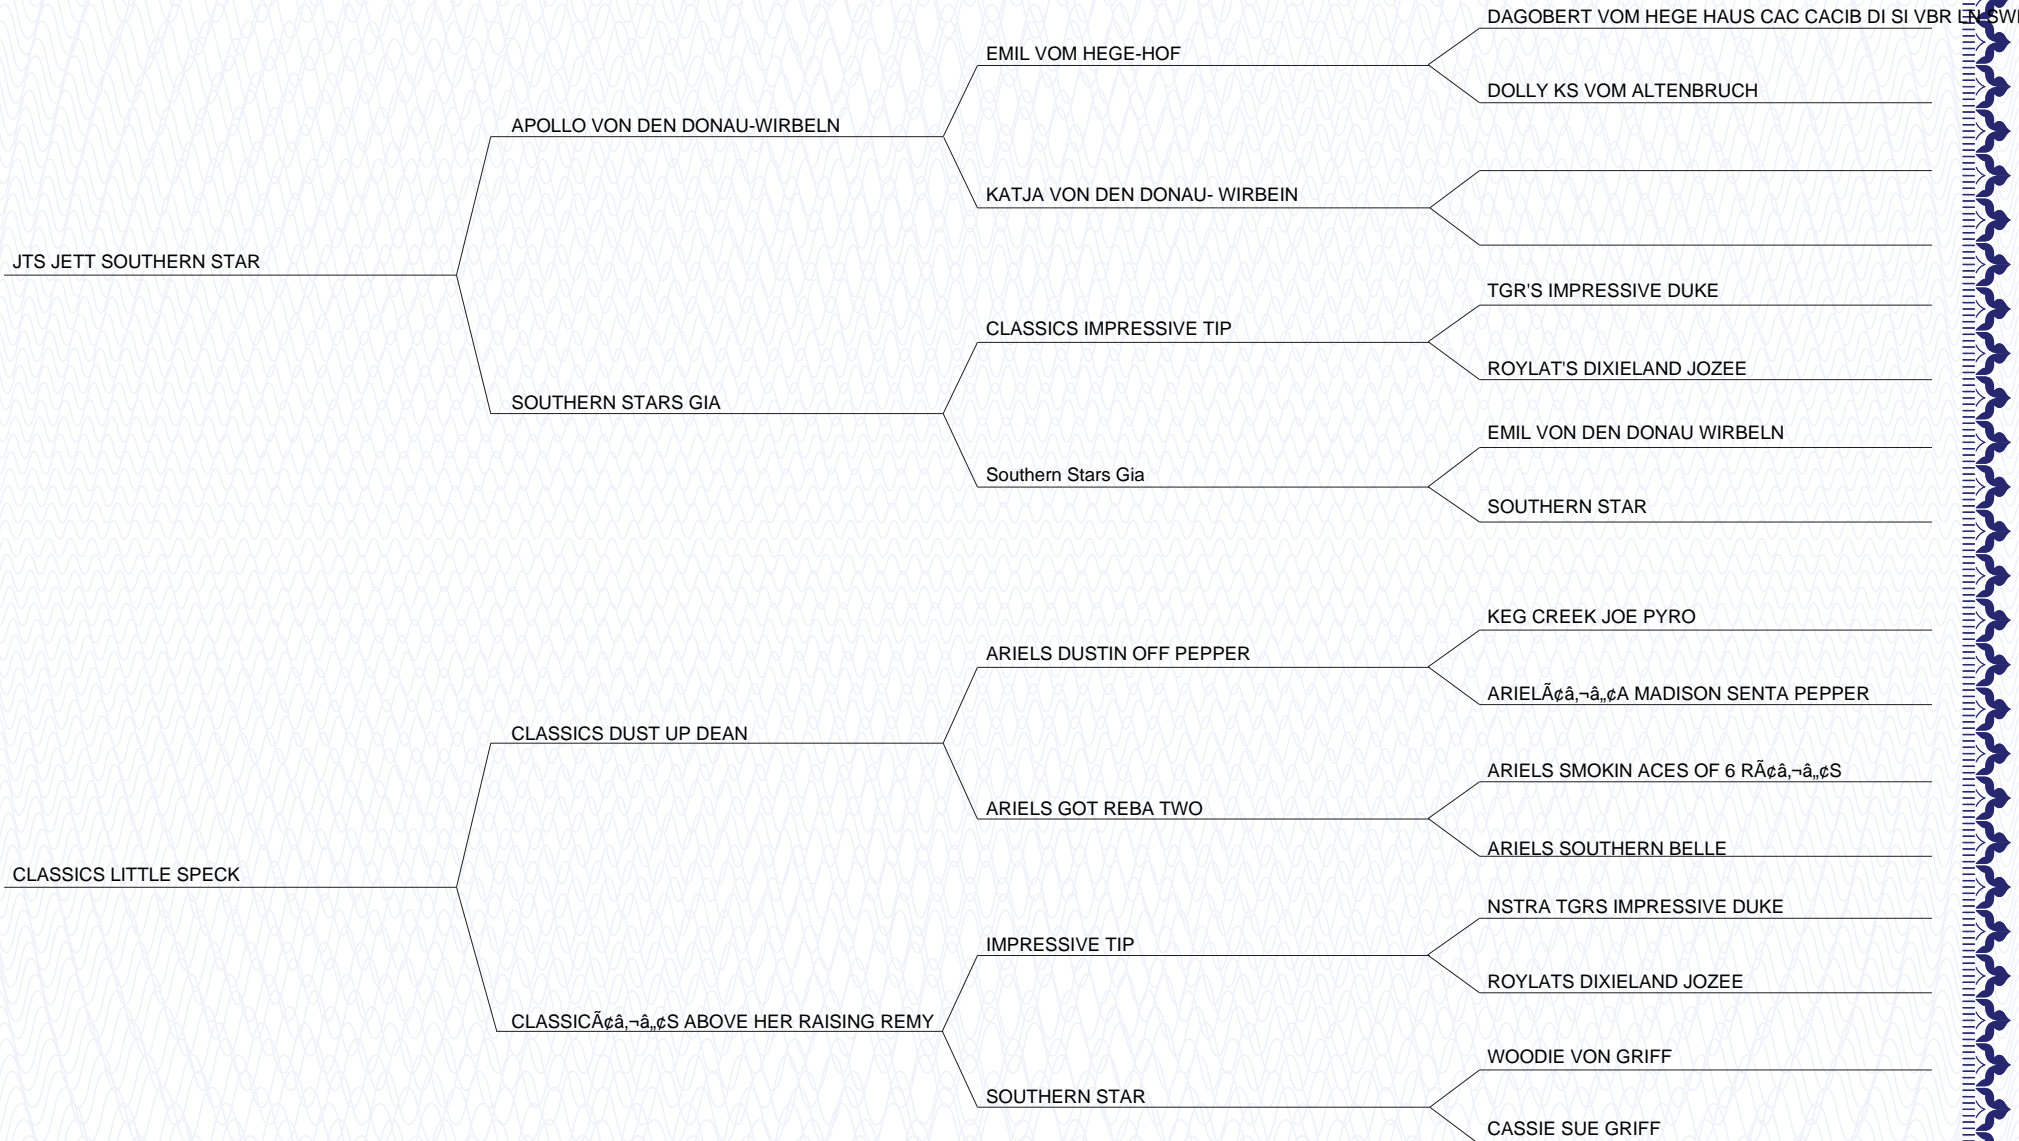 DAGOBERT VOM HEGE HAUS CAC CACIB DI SI VBR LN SW
EMIL VOM HEGE-HOF
DOLLY KS VOM ALTENBRUCH
APOLLO VON DEN DONAU-WIRBELN
KATJA VON DEN DONAU- WIRBEIN
JTS JETT SOUTHERN STAR
TGR'S IMPRESSIVE DUKE
CLASSICS IMPRESSIVE TIP
ROYLAT'S DIXIELAND JOZEE
SOUTHERN STARS GIA
EMIL VON DEN DONAU WIRBELN
Southern Stars Gia
SOUTHERN STAR
KEG CREEK JOE PYRO
ARIELS DUSTIN OFF PEPPER
ARIELÃ¢â‚¬â„¢A MADISON SENTA PEPPER
CLASSICS DUST UP DEAN
ARIELS SMOKIN ACES OF 6 RÃ¢â‚¬â„¢S
ARIELS GOT REBA TWO
ARIELS SOUTHERN BELLE
CLASSICS LITTLE SPECK
NSTRA TGRS IMPRESSIVE DUKE
IMPRESSIVE TIP
ROYLATS DIXIELAND JOZEE
CLASSICÃ¢â‚¬â„¢S ABOVE HER RAISING REMY
WOODIE VON GRIFF
SOUTHERN STAR
CASSIE SUE GRIFF